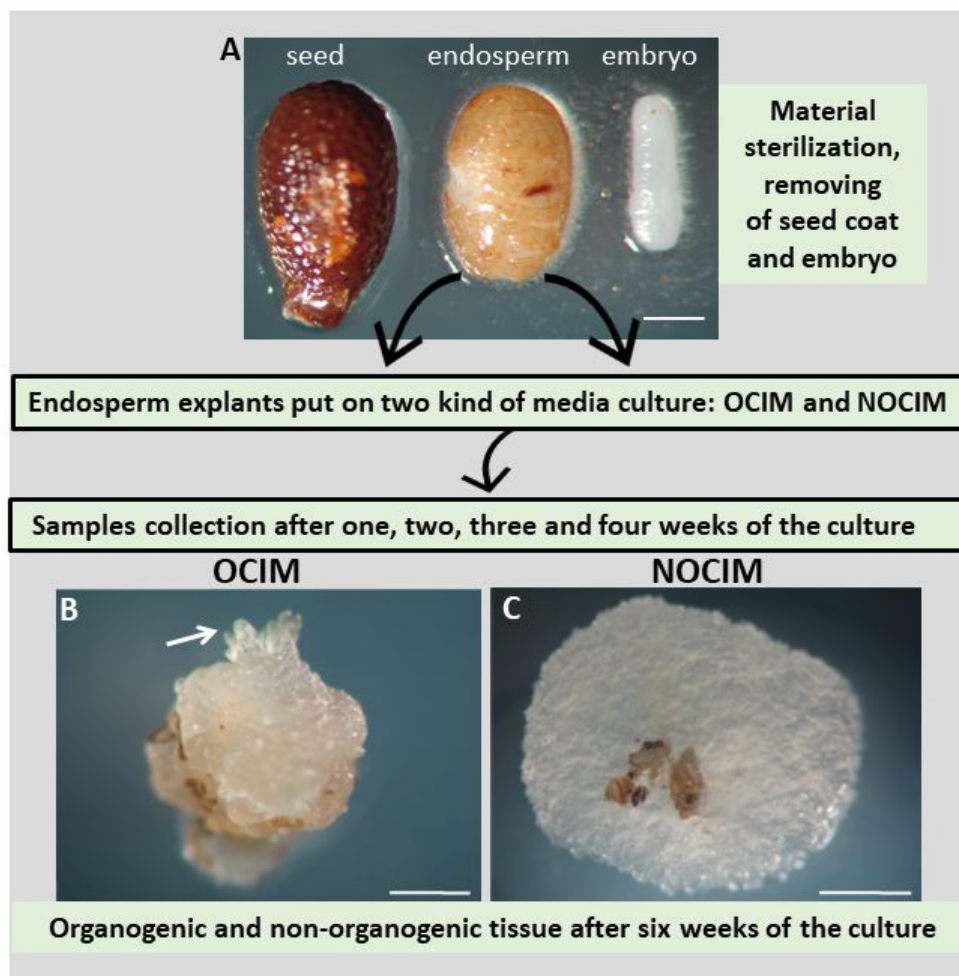 A
seed endosperm embryo
Material
sterilization,
removing
of seed coat
and embryo
Endosperm explants put on two kind of media culture: OCIM and NOCIM
Samples collection after one, two, three and four weeks of the culture
OCIM NOCIM
B C
Organogenic and non-organogenic tissue after six weeks of the culture